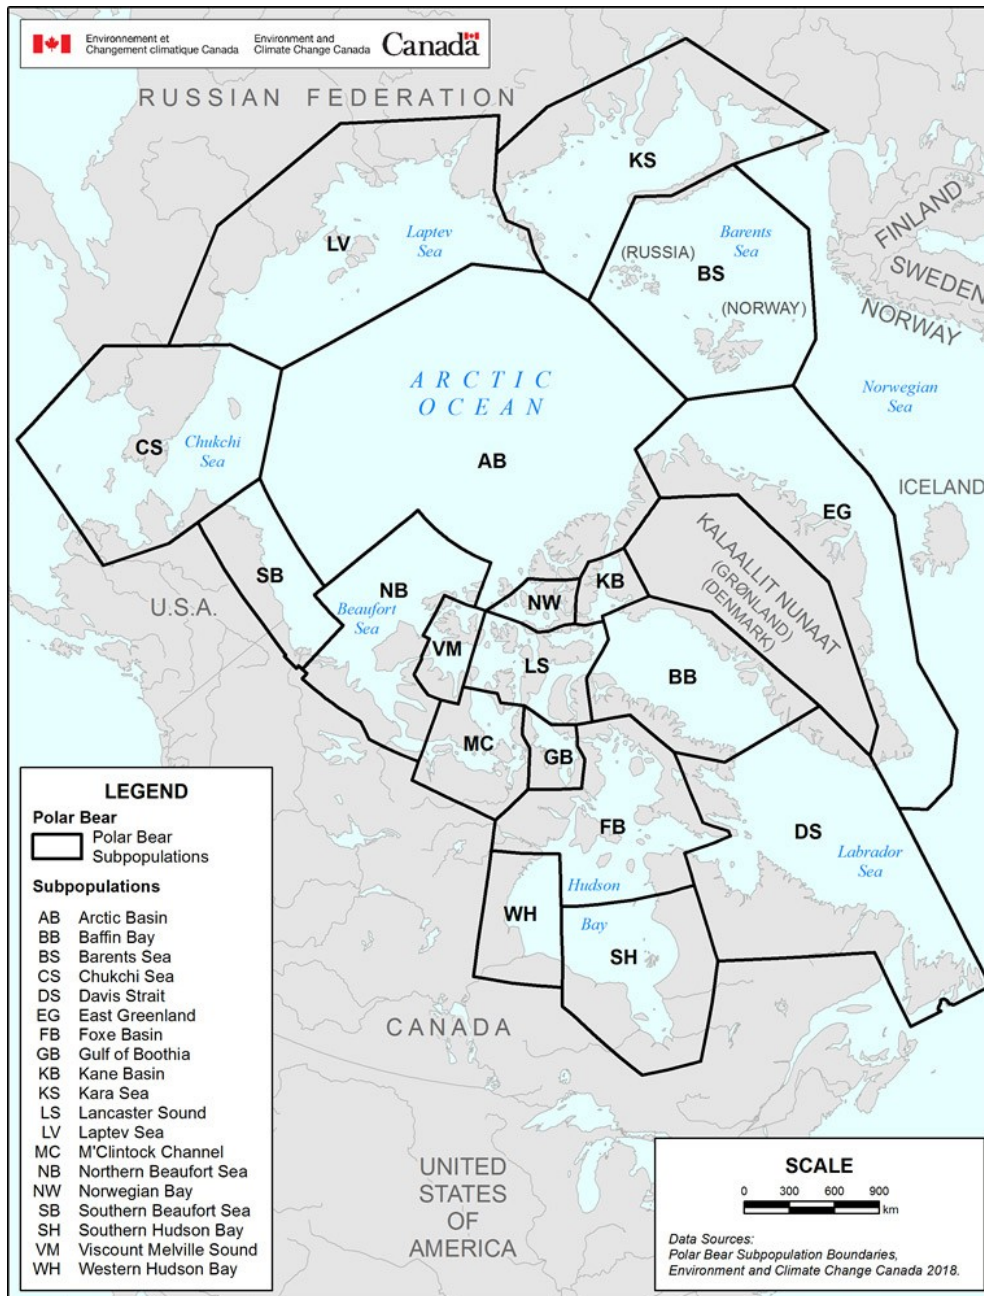 Environnement et
Changement climatique Canada
Environment and
Climate Change Canada
Canada
RUSSIAN FEDERATION
KS
FINLAND
SWEDEN
NORWAY
LV
Laptev
Sea
Barents
Sea
(RUSSIA)
BS
(NORWAY)
ARCTIC
OCEAN
Norwegian
Sea
CS
Chukchi
Sea
AB
ICELAND
EG
KALAALLIT NUNAAT
(GRØNLAND)
(DENMARK)
SB
U.S.A.
NB
Beaufort
Sea
NW
KB
VM
LS
BB
MC
GB
FB
DS
Labrador
Sea
Hudson
Bay
WH
SH
CANADA
UNITED
STATES
OF
AMERICA
LEGEND
Polar Bear
Polar Bear
Subpopulations
Subpopulations
AB Arctic Basin
BB Baffin Bay
BS Barents Sea
CS Chukchi Sea
DS Davis Strait
EG East Greenland
FB Foxe Basin
GB Gulf of Boothia
KB Kane Basin
KS Kara Sea
LS Lancaster Sound
LV Laptev Sea
MC M'Clintock Channel
NB Northern Beaufort Sea
NW Norwegian Bay
SB Southern Beaufort Sea
SH Southern Hudson Bay
VM Viscount Melville Sound
WH Western Hudson Bay
SCALE
0 300 600 900
km
Data Sources:
Polar Bear Subpopulation Boundaries,
Environment and Climate Change Canada 2018.